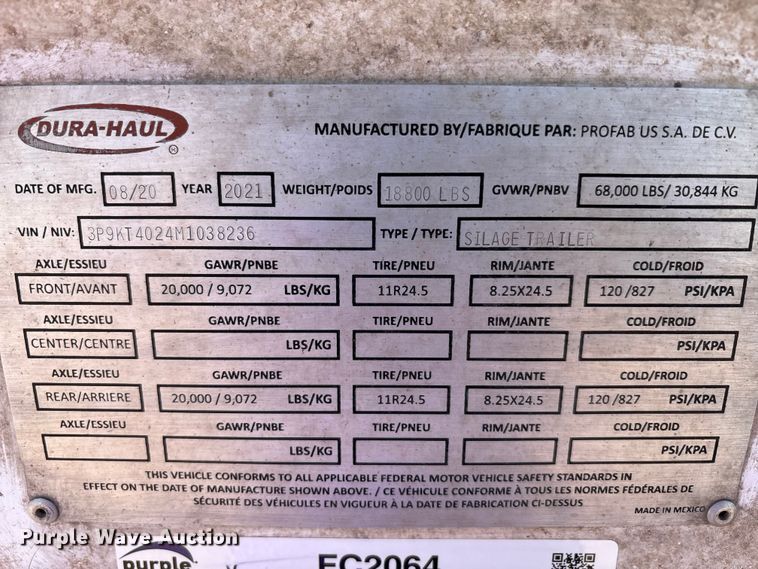 DURA-HAUL ®
MANUFACTURED BY/FABRIQUE PAR: PROFAB US S.A. DE C.V.
DATE OF MFG. 08/20 YEAR 2021 WEIGHT/POIDS 18800 LBS GVWR/PNBV 68,000 LBS/ 30,844 KG
VIN / NIV: 3P9KT4024M1038236 TYPE / TYPE: SILAGE TRAILER
AXLE/ESSIEU GAWR/PNBE TIRE/PNEU RIM/JANTE COLD/FROID
FRONT/AVANT 20,000 / 9,072 LBS/KG 11R24.5 8.25X24.5 120 /827 PSI/KPA
AXLE/ESSIEU GAWR/PNBE TIRE/PNEU RIM/JANTE COLD/FROID
CENTER/CENTRE LBS/KG PSI/KPA
AXLE/ESSIEU GAWR/PNBE TIRE/PNEU RIM/JANTE COLD/FROID
REAR/ARRIERE 20,000 / 9,072 LBS/KG 11R24.5 8.25X24.5 120 /827 PSI/KPA
AXLE/ESSIEU GAWR/PNBE TIRE/PNEU RIM/JANTE COLD/FROID
LBS/KG PSI/KPA
THIS VEHICLE CONFORMS TO ALL APPLICABLE FEDERAL MOTOR VEHICLE SAFETY STANDARDS IN
EFFECT ON THE DATE OF MANUFACTURE SHOWN ABOVE. / CE VÉHICULE CONFORME À TOUS LES NORMES FÉDÉRALES DE
SÉCURITÉ DES VÉHICULES EN VIGUEUR À LA DATE DE FABRICATION CI-DESSUS
MADE IN MEXICO
Purple Wave Auction
purple
EC2064